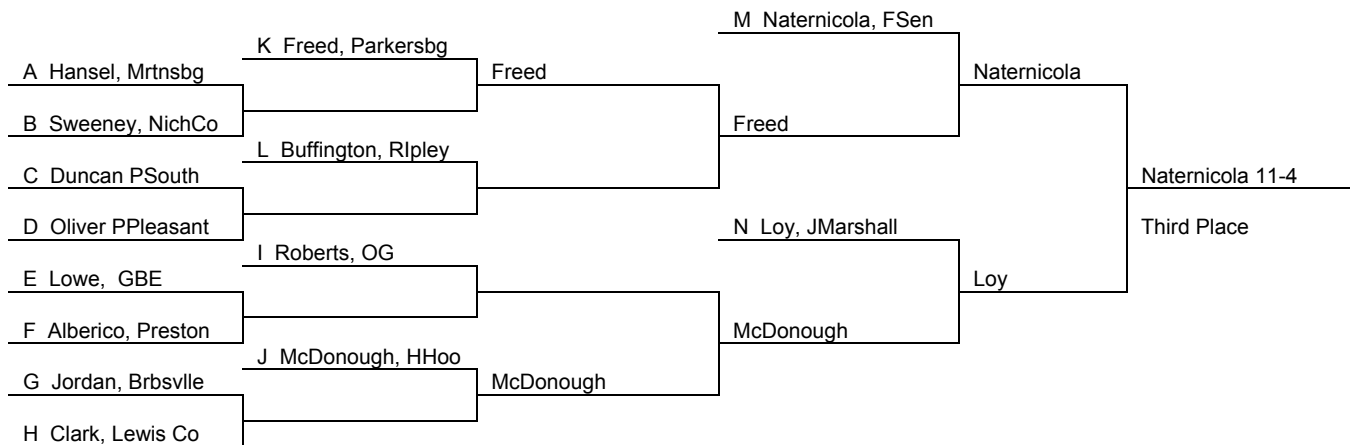 M Naternicola, FSen
K Freed, Parkersbg
A Hansel, Mrtnsbg
Freed
Naternicola
B Sweeney, NichCo
Freed
L Buffington, RIpley
C Duncan PSouth
Naternicola 11-4
D Oliver PPleasant
N Loy, JMarshall
Third Place
I Roberts, OG
E Lowe, GBE
Loy
F Alberico, Preston
McDonough
J McDonough, HHoo
G Jordan, Brbsvlle
McDonough
H Clark, Lewis Co